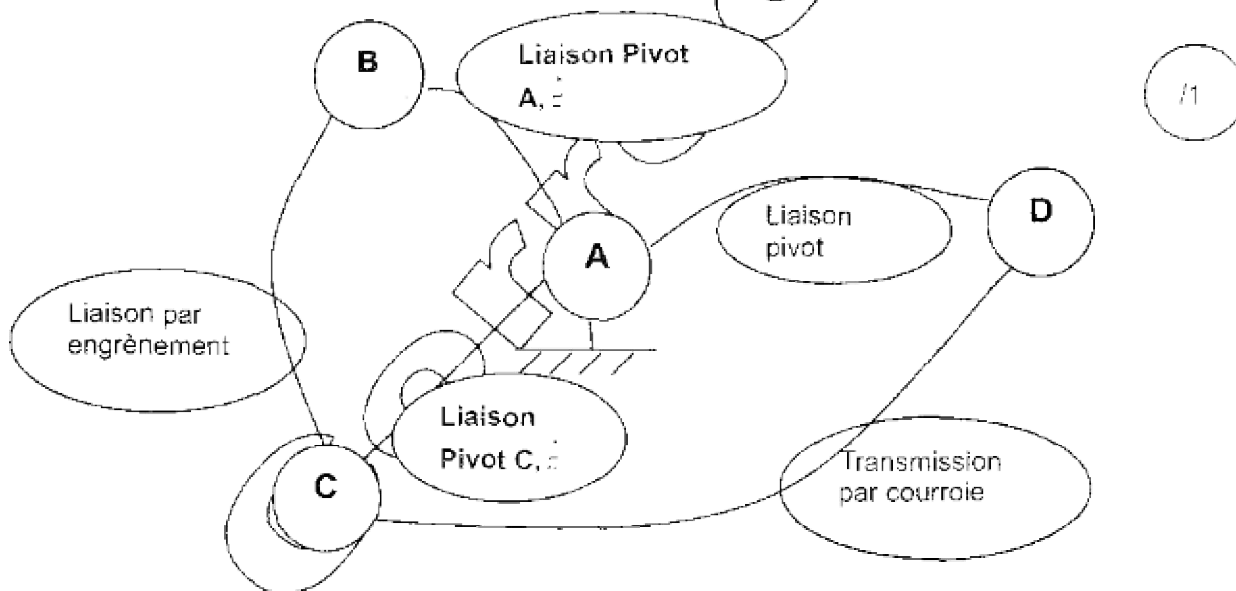 B
Liaison Pivot
A,
/1
A
Liaison
pivot
D
Liaison par
engrènement
Liaison
Pivot C,
C
Transmission
par courroie